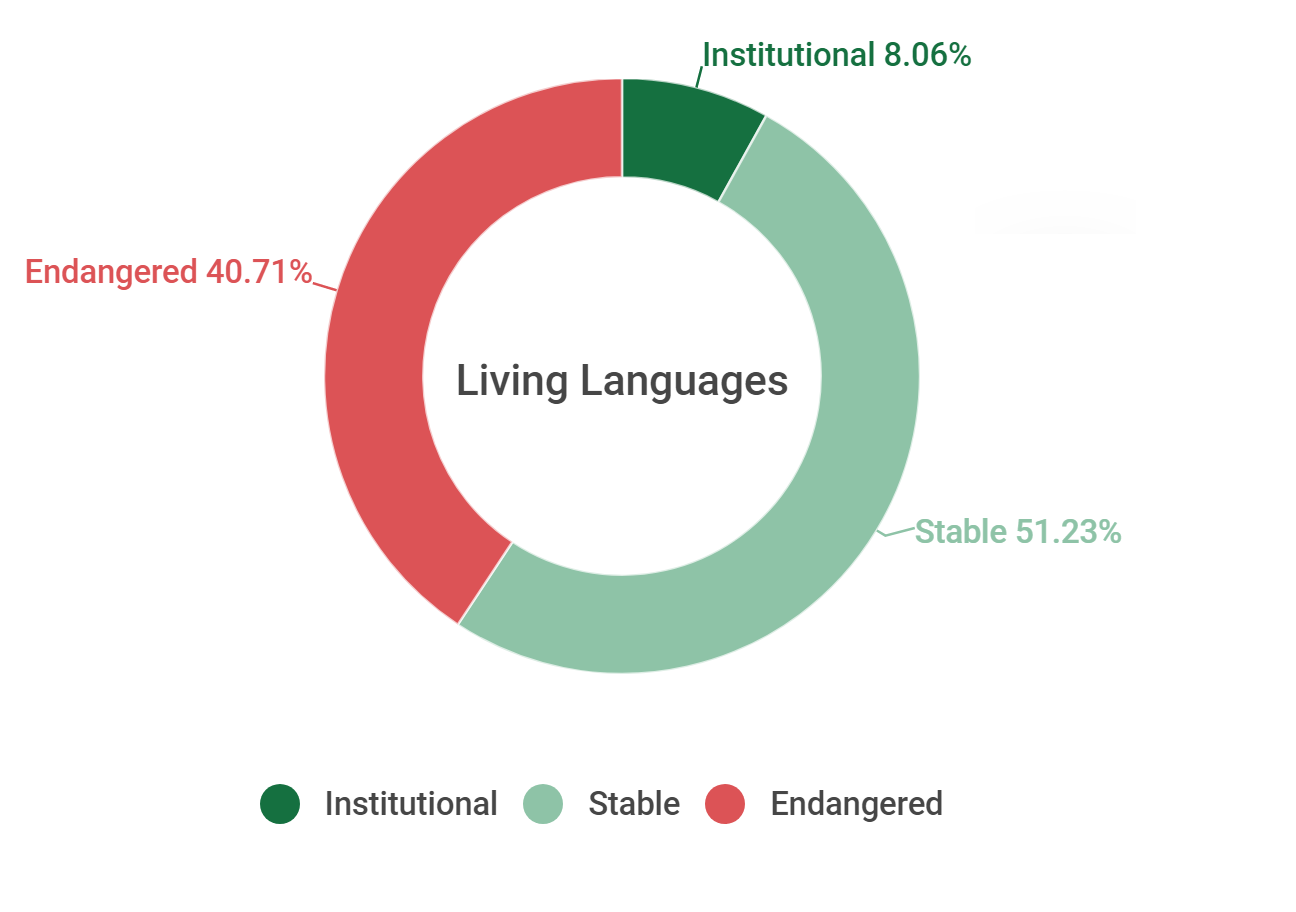 Institutional 8.06%
Endangered 40.71%
Living Languages
Stable 51.23%
Institutional Stable Endangered